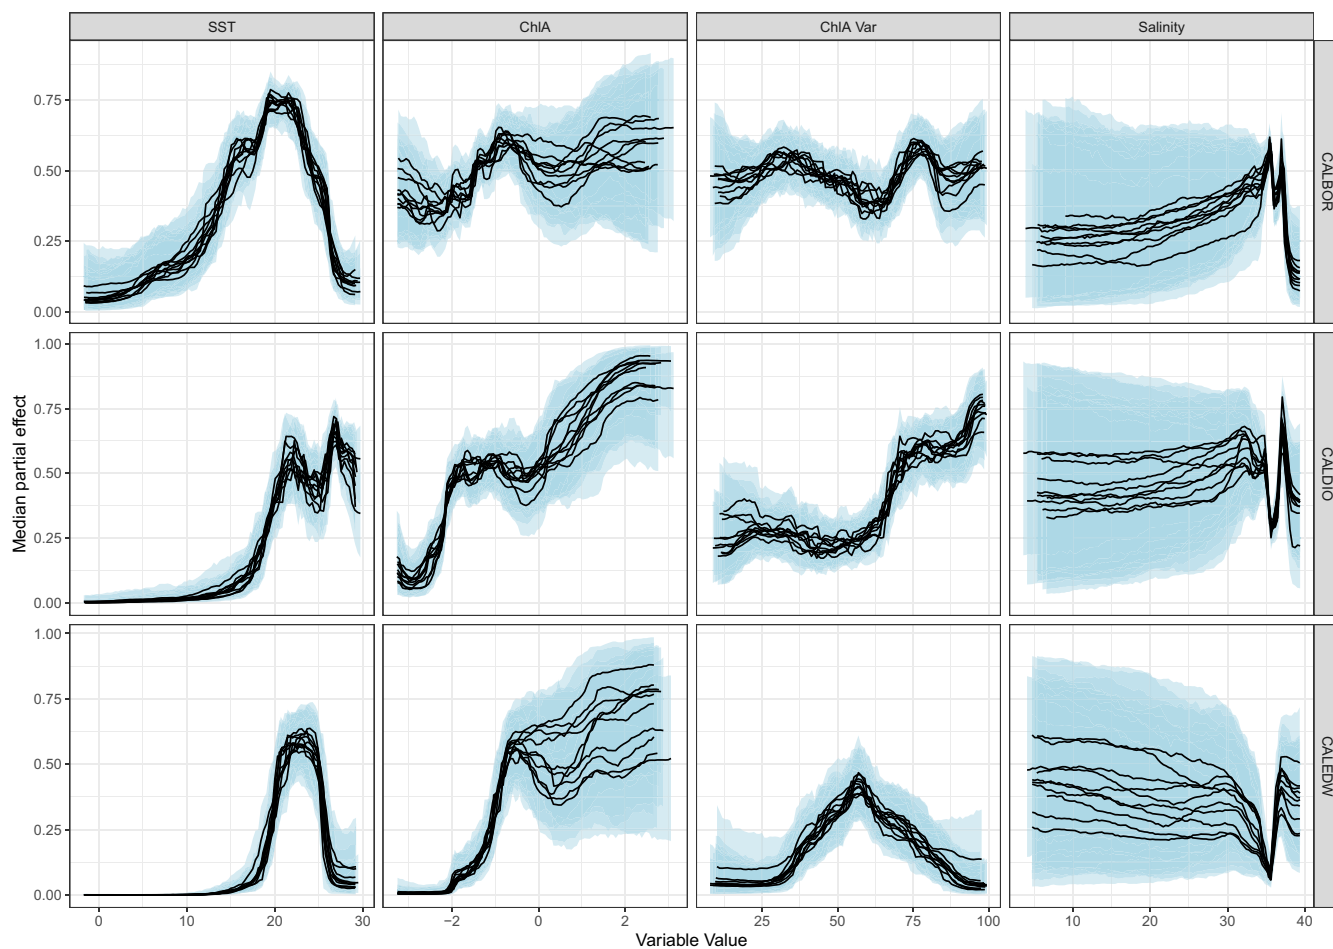 SST ChlA ChlA Var Salinity
0.75
0.50
0.25
0.00
CALBOR
1.00
0.75
0.50
0.25
0.00
CALDIO
1.00
0.75
0.50
0.25
0.00
CALEDW
Median partial effect
0 10 20 30 −2 0 2 25 50 75 100 10 20 30 40
Variable Value